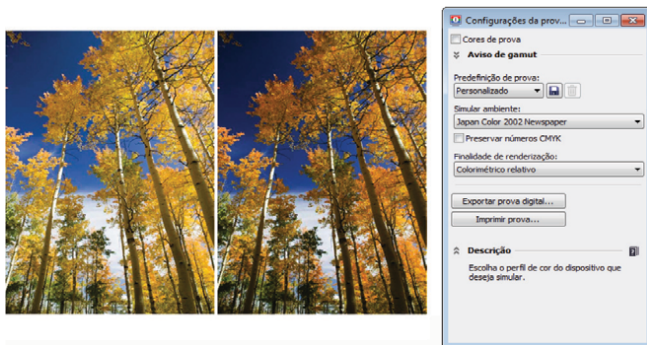 Configurações da prov...
Cores de prova
Aviso de gamut
Predefinição de prova:
Personalizado
Simular ambiente:
Japan Color 2002 Newspaper
Preservar números CMYK
Finalidade de renderização:
Colorimétrico relativo
Exportar prova digital...
Imprimir prova...
Descrição
Escolha o perfil de cor do dispositivo que
deseja simular.